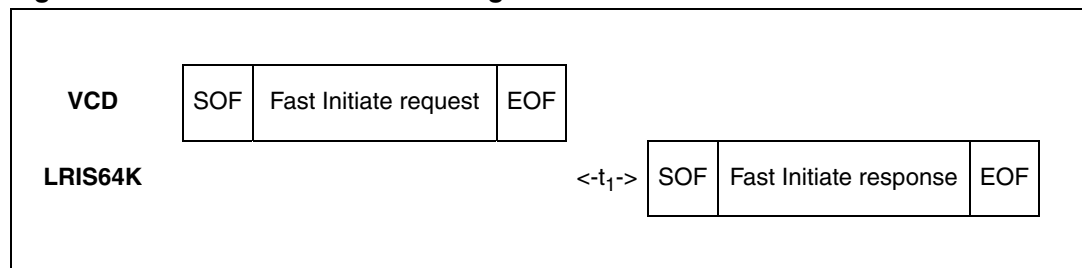 VCD SOF Fast Initiate request EOF
LRIS64K <-t₁-> SOF Fast Initiate response EOF